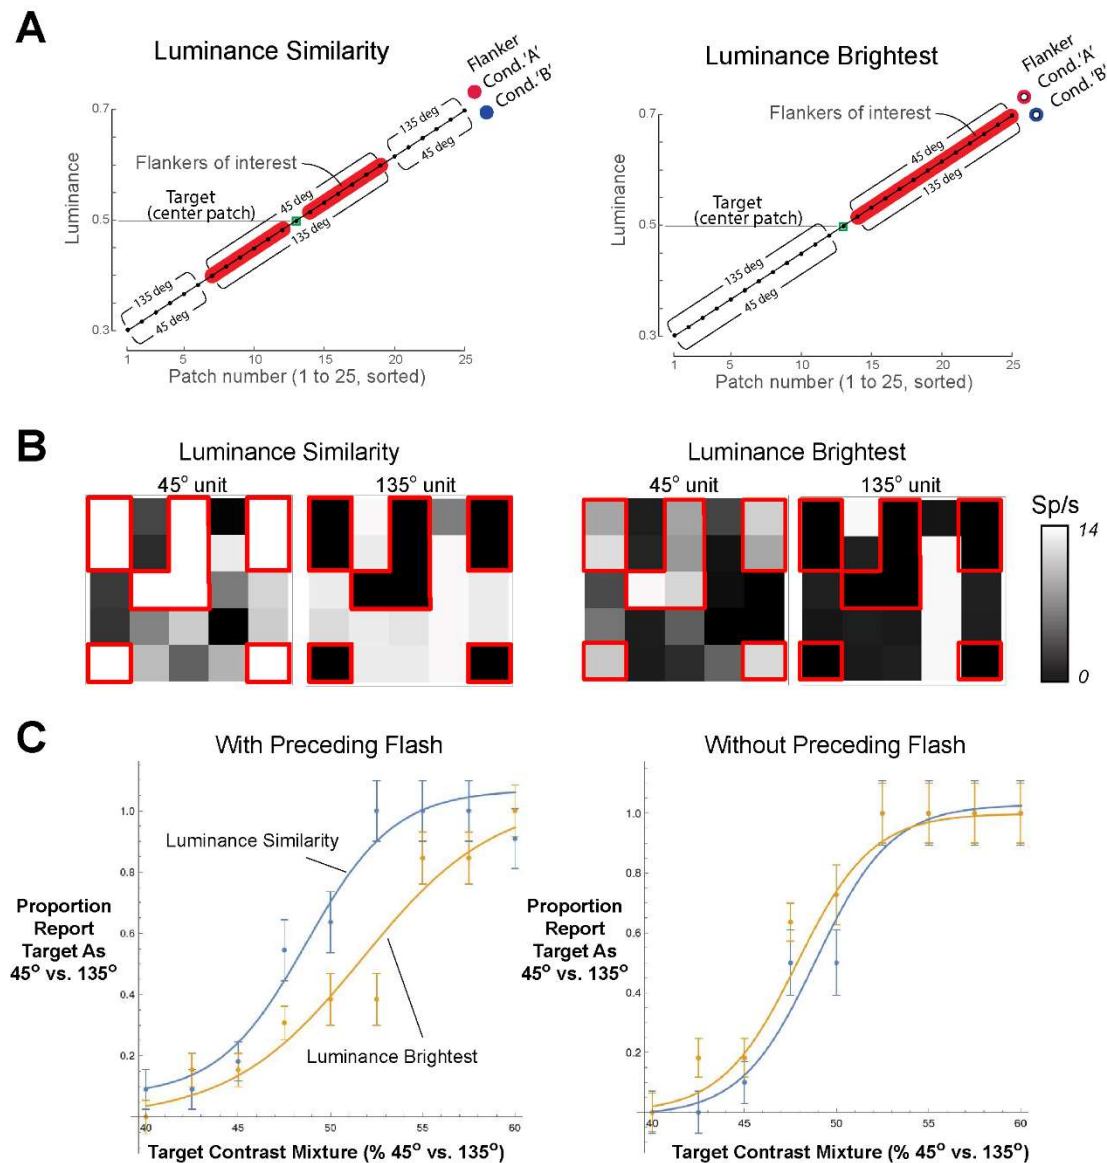 A
Luminance Similarity
Flanker
Cond.'A'
Cond.'B'
0.7
135 deg
45 deg
Flankers of interest
Luminance
Target
(center patch)
45 deg
135 deg
0.5
135 deg
45 deg
0.3
1 5 10 15 20 25
Patch number (1 to 25, sorted)
Luminance Brightest
Flanker
Cond.'A'
Cond.'B'
0.7
Flankers of interest
45 deg
135 deg
Luminance
Target
(center patch)
0.5
135 deg
45 deg
0.3
1 5 10 15 20 25
Patch number (1 to 25, sorted)
B
Luminance Similarity
45° unit 135° unit
Luminance Brightest
45° unit 135° unit
Sp/s
14
0
C
With Preceding Flash
1.0
Luminance Similarity
0.8
Proportion
Report
Target As
45° vs. 135°
0.6
0.4
Luminance Brightest
0.2
40 45 50 55 60
Target Contrast Mixture (% 45° vs. 135°)
Without Preceding Flash
1.0
0.8
Proportion
Report
Target As
45° vs. 135°
0.6
0.4
0.2
40 45 50 55 60
Target Contrast Mixture (% 45° vs. 135°)